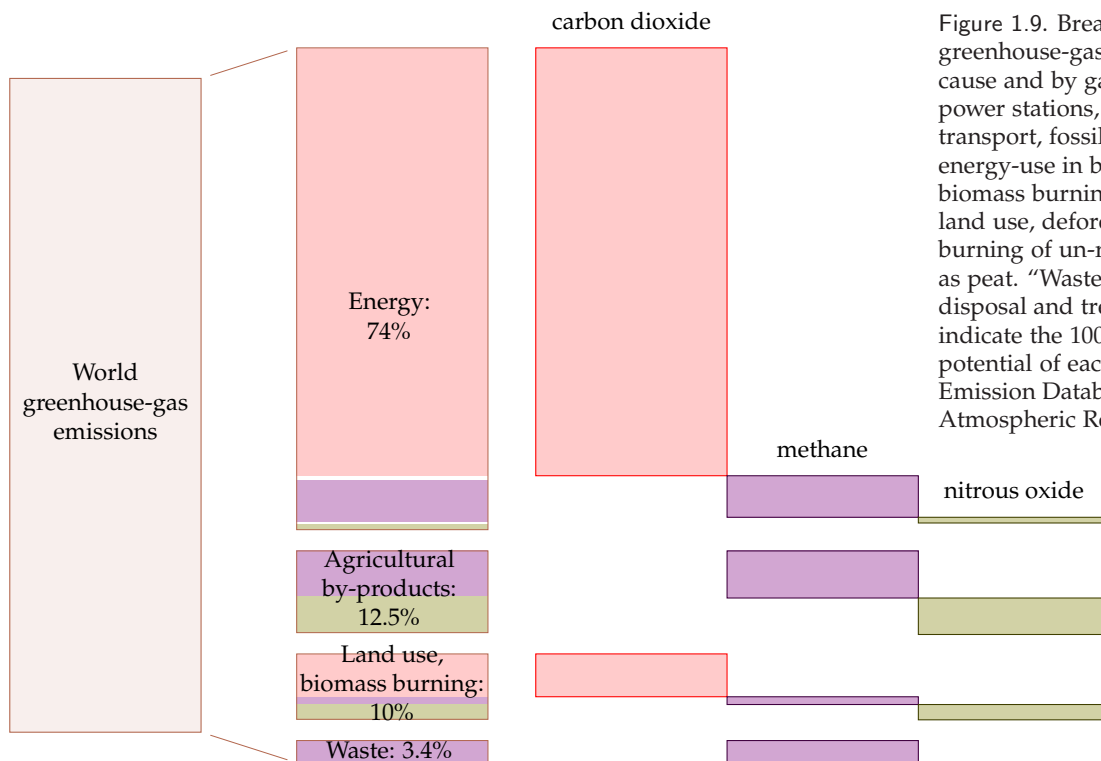 carbon dioxide
Figure 1.9. Brea
greenhouse-gas
cause and by ga
power stations,
transport, fossil
energy-use in b
biomass burnin
land use, defore
burning of un-r
as peat. “Waste
disposal and tre
indicate the 100
potential of eac
Emission Datab
Atmospheric Re
World
greenhouse-gas
emissions
Energy:
74%
methane
nitrous oxide
Agricultural
by-products:
12.5%
Land use,
biomass burning:
10%
Waste: 3.4%